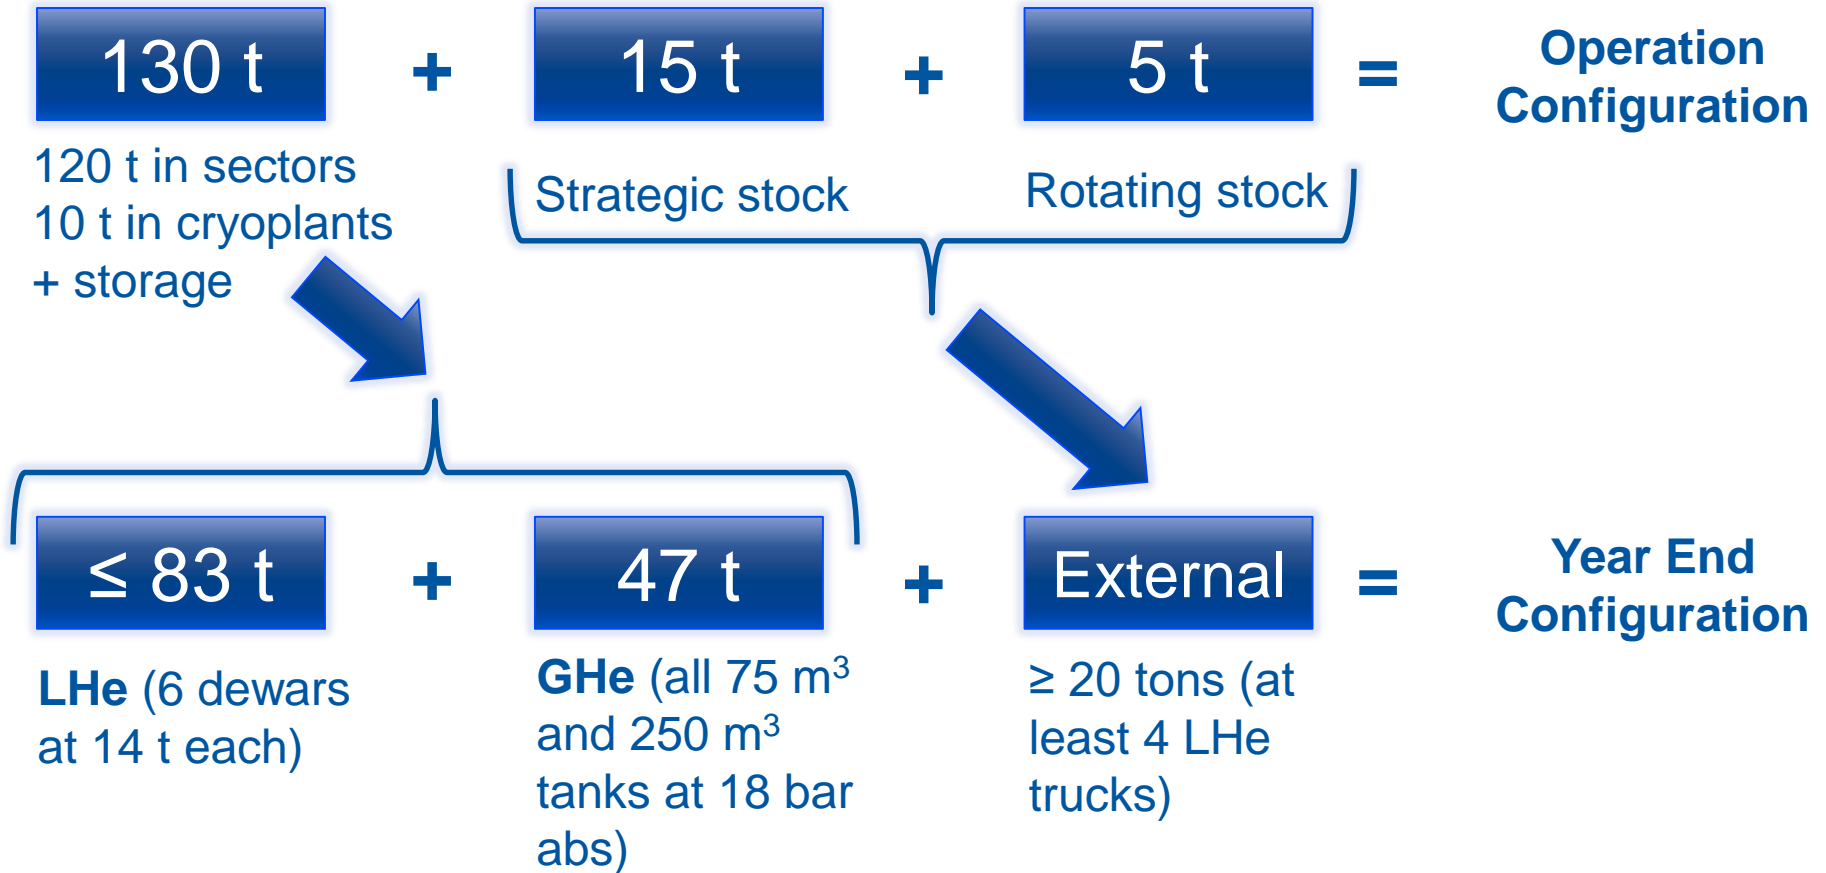 130 t + 15 t + 5 t = Operation
Configuration
120 t in sectors
10 t in cryoplants
+ storage
Strategic stock
Rotating stock
≤ 83 t + 47 t + External = Year End
Configuration
LHe (6 dewars
at 14 t each)
GHe (all 75 m³
and 250 m³
tanks at 18 bar
abs)
≥ 20 tons (at
least 4 LHe
trucks)